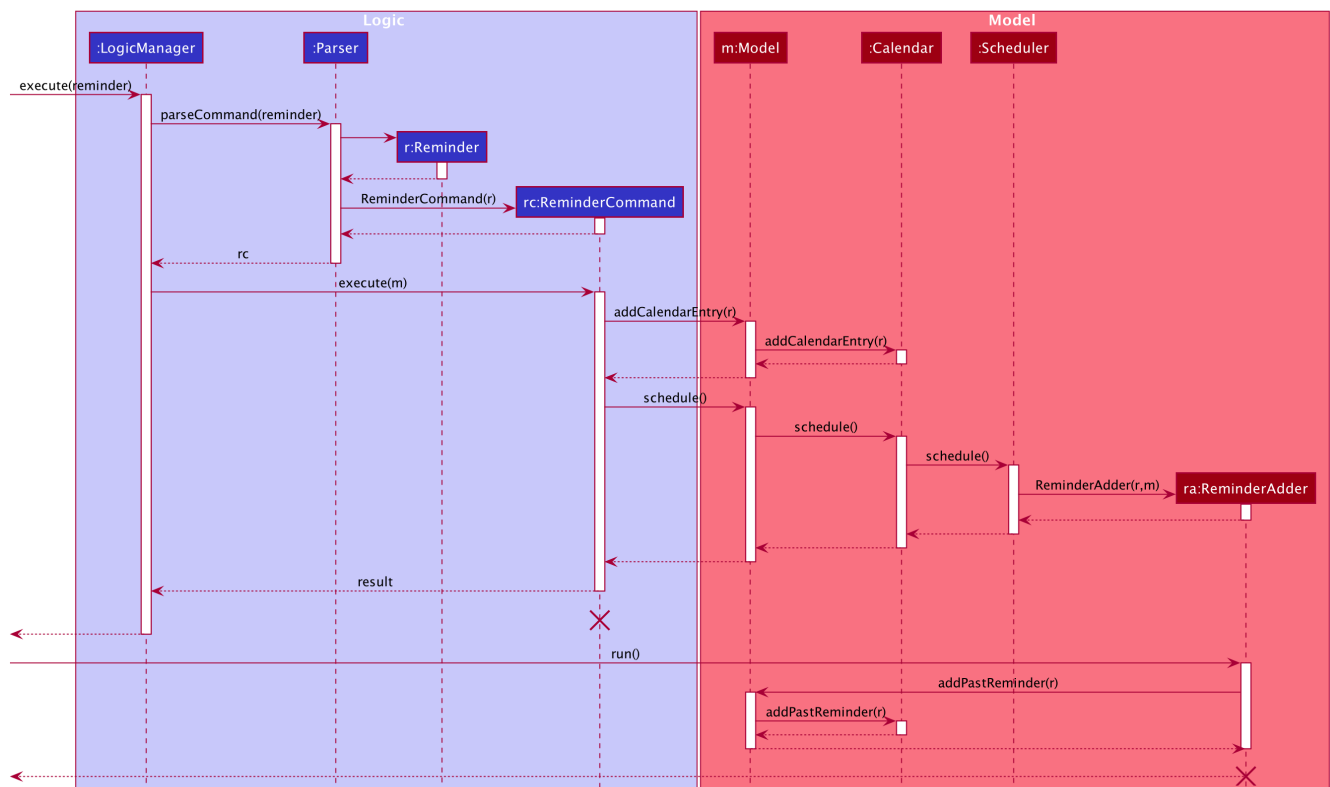 Logic
Model
:LogicManager
:Parser
m:Model
:Calendar
:Scheduler
execute(reminder)
parseCommand(reminder)
r:Reminder
ReminderCommand(r)
rc:ReminderCommand
rc
execute(m)
addCalendarEntry(r)
addCalendarEntry(r)
schedule()
schedule()
schedule()
ReminderAdder(r,m)
ra:ReminderAdder
result
run()
addPastReminder(r)
addPastReminder(r)